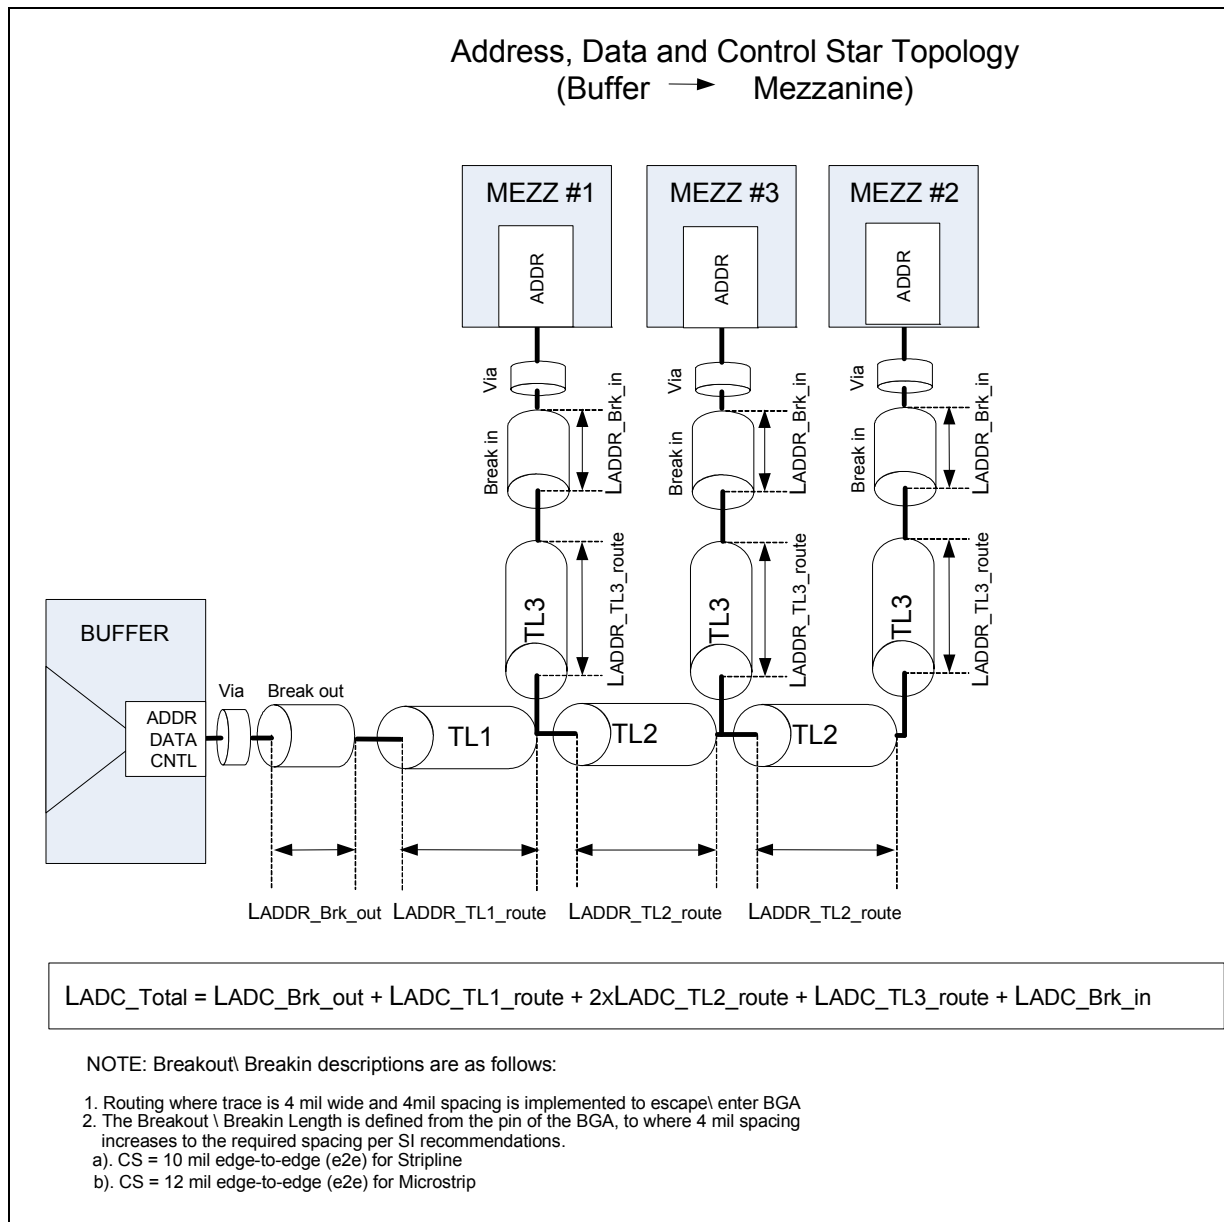 Address, Data and Control Star Topology
(Buffer → Mezzanine)
MEZZ #1
MEZZ #3
MEZZ #2
ADDR
ADDR
ADDR
Via
Via
Via
Break in
LADDR_Brk_in
Break in
LADDR_Brk_in
Break in
LADDR_Brk_in
TL3
LADDR_TL3_route
TL3
LADDR_TL3_route
TL3
LADDR_TL3_route
BUFFER
ADDR
DATA
CNTL
Via
Break out
TL1
TL2
TL2
LADDR_Brk_out
LADDR_TL1_route
LADDR_TL2_route
LADDR_TL2_route
LADC_Total = LADC_Brk_out + LADC_TL1_route + 2xLADC_TL2_route + LADC_TL3_route + LADC_Brk_in
NOTE: Breakout\ Breakin descriptions are as follows:
1. Routing where trace is 4 mil wide and 4mil spacing is implemented to escape\ enter BGA
2. The Breakout \ Breakin Length is defined from the pin of the BGA, to where 4 mil spacing
increases to the required spacing per SI recommendations.
a). CS = 10 mil edge-to-edge (e2e) for Stripline
b). CS = 12 mil edge-to-edge (e2e) for Microstrip